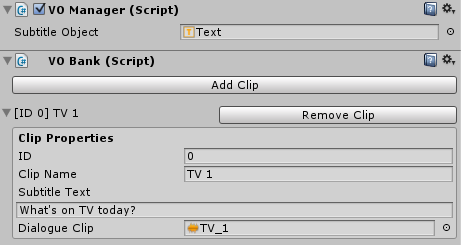 VO Manager (Script)
Subtitle Object Text
VO Bank (Script)
Add Clip
[ID 0] TV 1 Remove Clip
Clip Properties
ID 0
Clip Name TV 1
Subtitle Text
What's on TV today?
Dialogue Clip TV_1